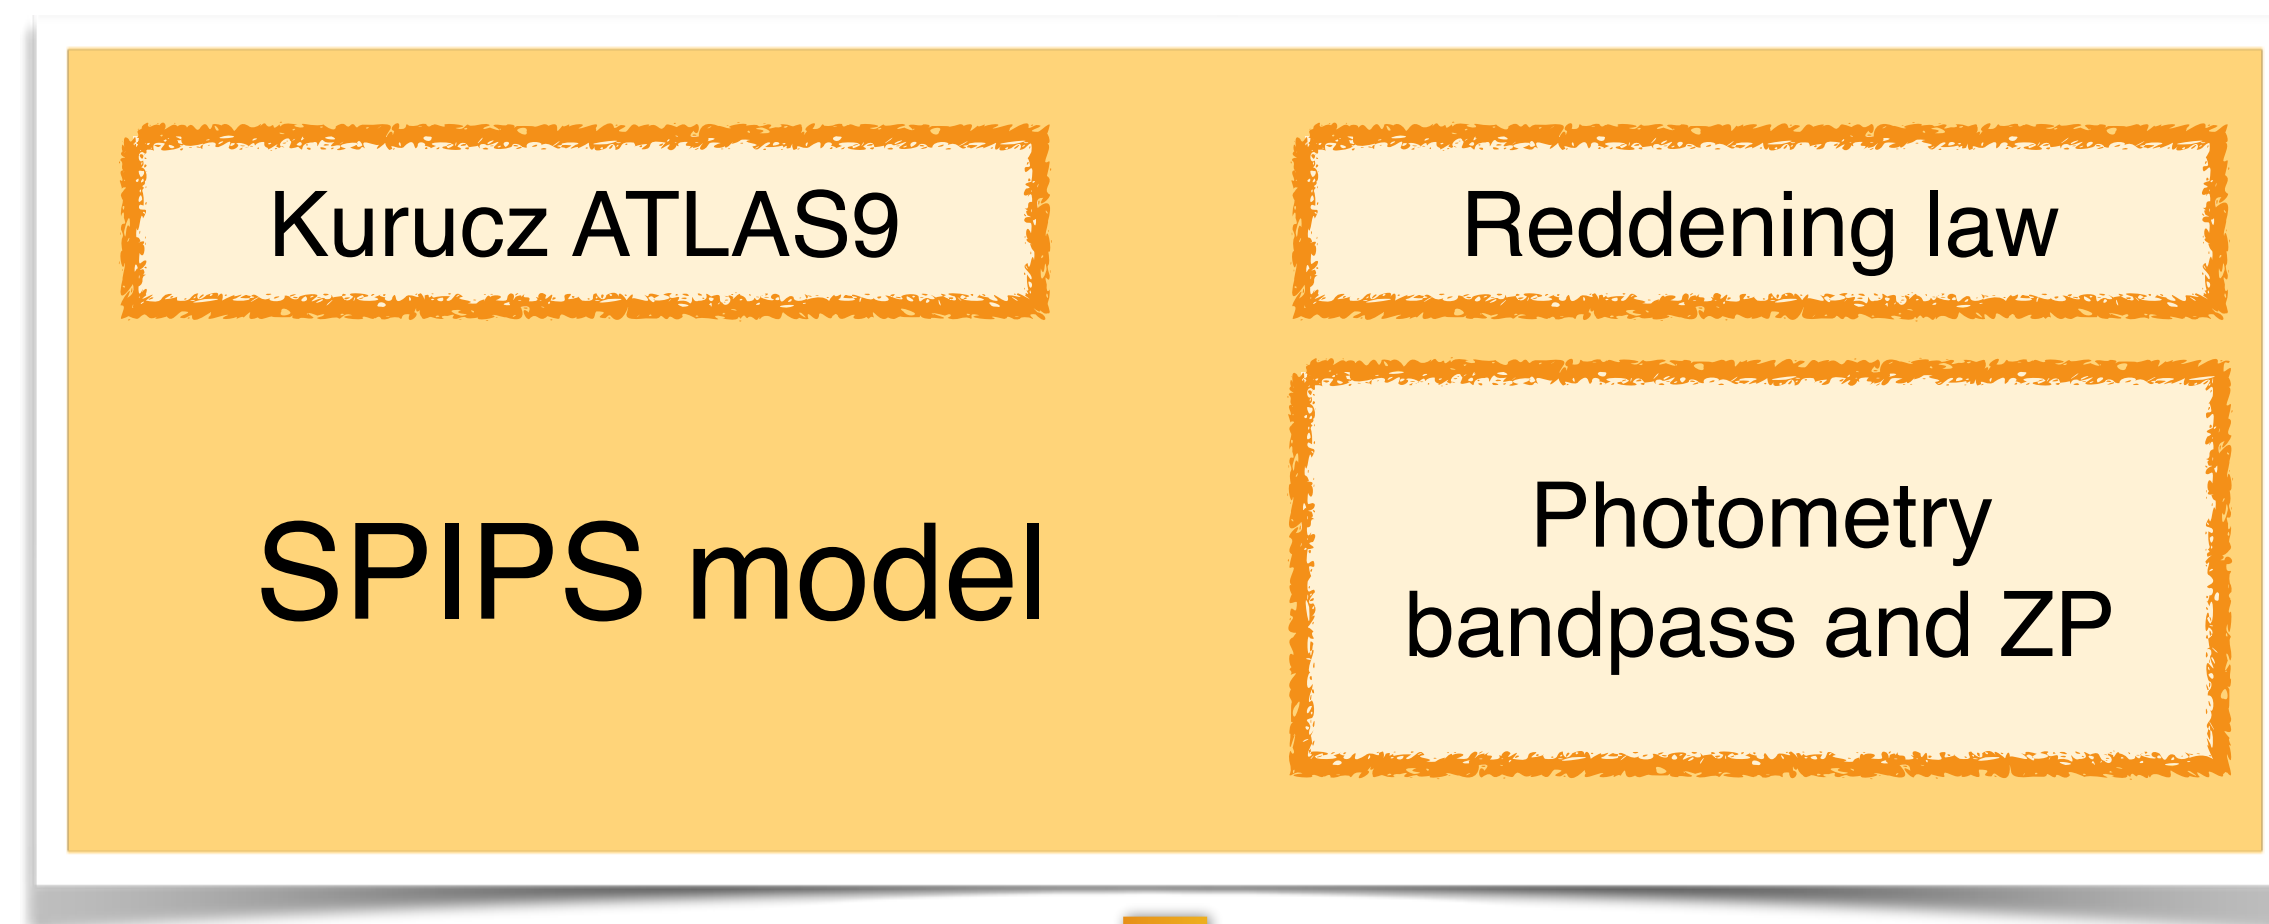 Kurucz ATLAS9
Reddening law
SPIPS model
Photometry
bandpass and ZP